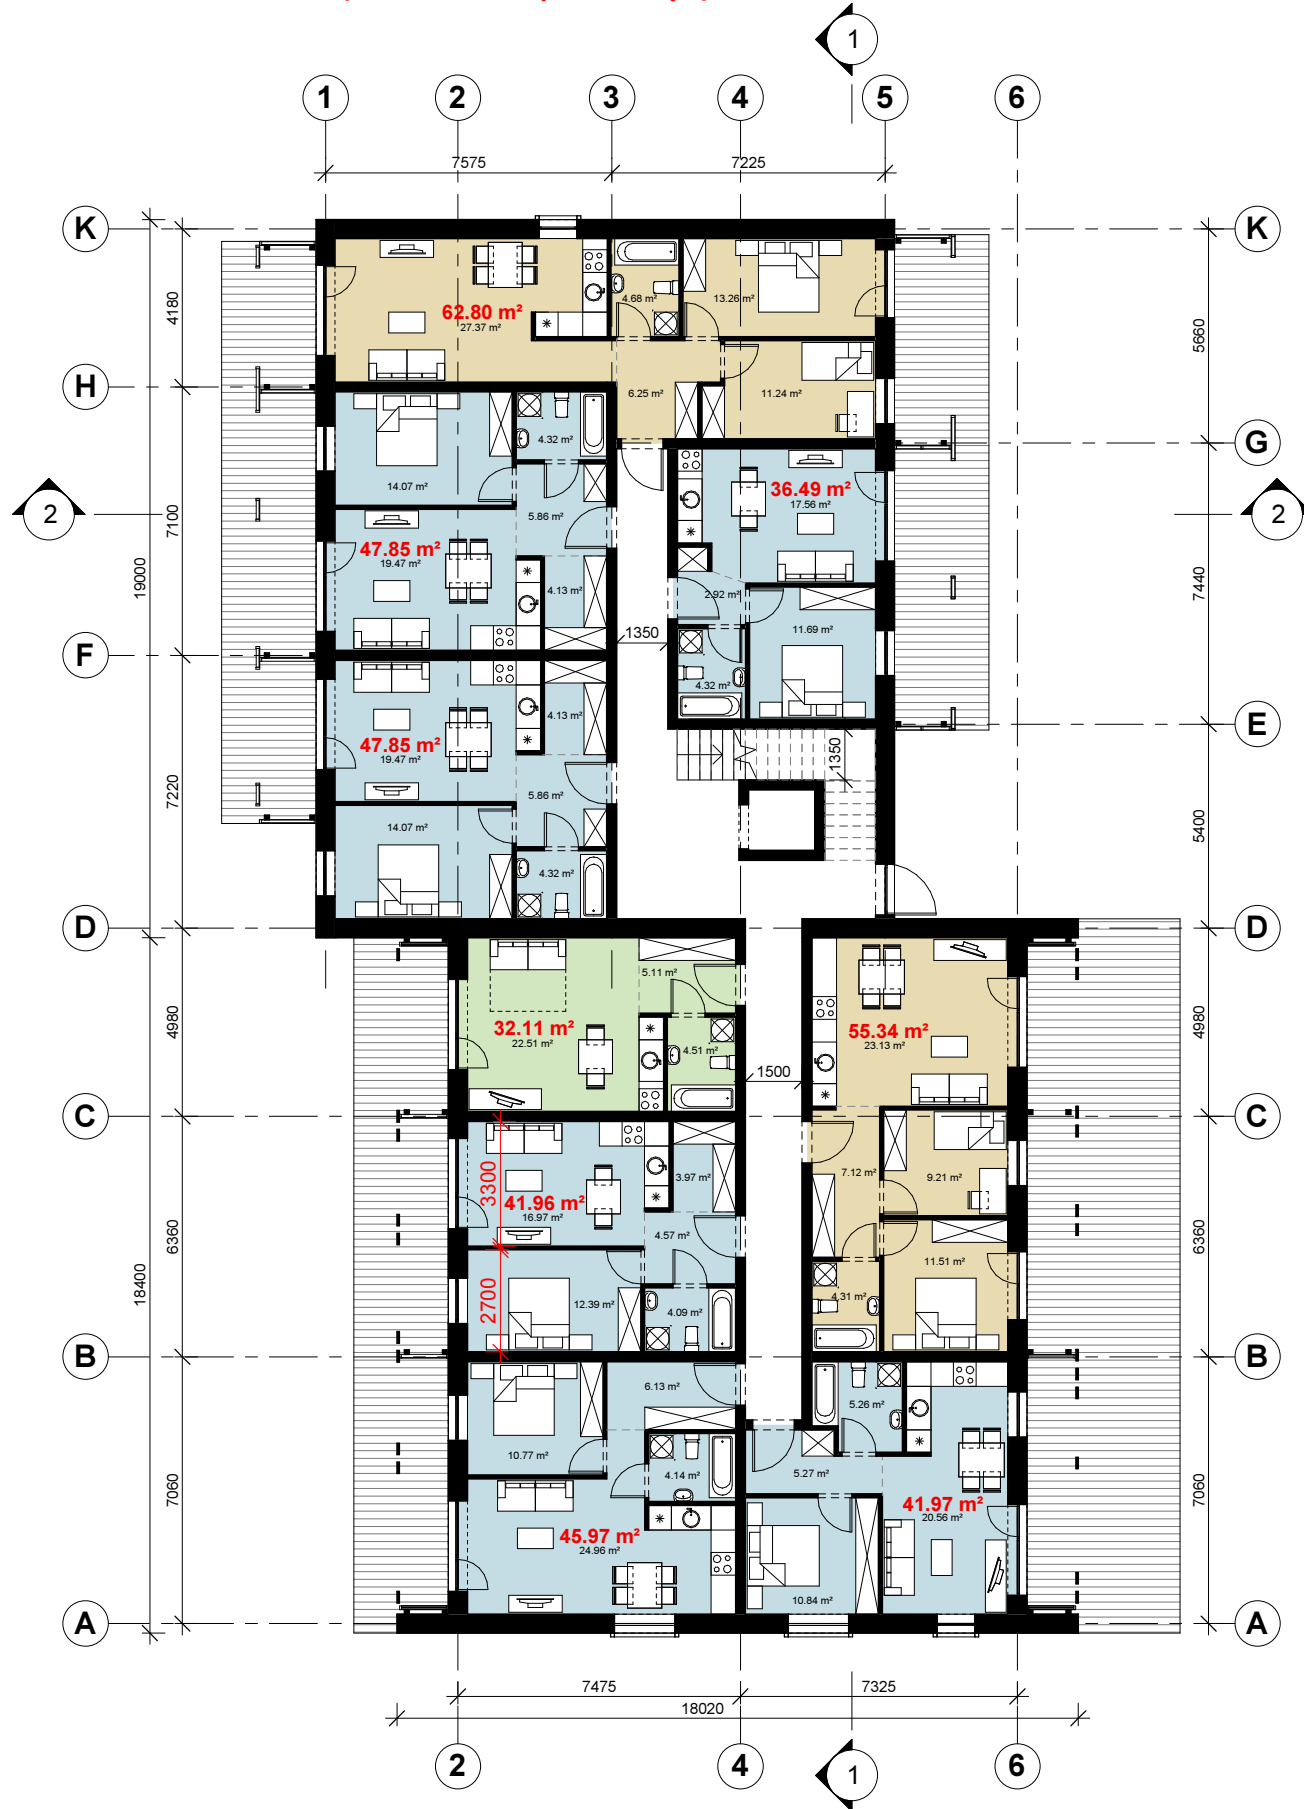 1
1 2 3 4 5 6
7575 7225
K K
4180
5660
62.80 m²
27.37 m²
4.68 m²
13.26 m²
H
6.25 m²
11.24 m²
G
4.32 m²
14.07 m²
36.49 m²
17.56 m²
2 2
5.86 m²
7100
19000
47.85 m²
19.47 m²
4.13 m²
2.92 m²
7440
1350
11.69 m²
F
4.32 m²
4.13 m²
E
47.85 m²
19.47 m²
1350
7220
5.86 m²
5400
14.07 m²
4.32 m²
D D
5.11 m²
4980
32.11 m²
22.51 m²
4.51 m²
55.34 m²
23.13 m²
4980
1500
C C
3300
3.97 m²
7.12 m²
9.21 m²
41.96 m²
16.97 m²
4.57 m²
6360
6360
18400
2700
12.39 m²
4.09 m²
11.51 m²
4.31 m²
B B
6.13 m²
5.26 m²
10.77 m²
4.14 m²
5.27 m²
7060
7060
41.97 m²
20.56 m²
45.97 m²
24.96 m²
10.84 m²
A A
7475 7325
18020
2 4 6
1